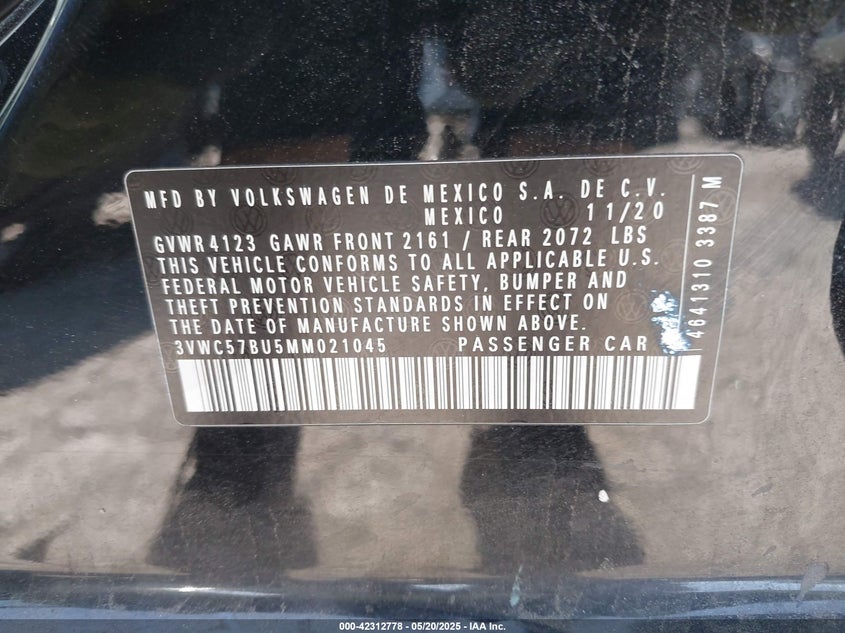 MFD BY VOLKSWAGEN DE MEXICO S.A. DE C.V.
MEXICO 11/20
GVWR 4123 GAWR FRONT 2161 / REAR 2072 LBS
THIS VEHICLE CONFORMS TO ALL APPLICABLE U.S.
FEDERAL MOTOR VEHICLE SAFETY, BUMPER AND
THEFT PREVENTION STANDARDS IN EFFECT ON
THE DATE OF MANUFACTURE SHOWN ABOVE.
3VWC57BU5MM021045 PASSENGER CAR
4641310 3387 M
000-42312778 - 05/20/2025 - IAA Inc.